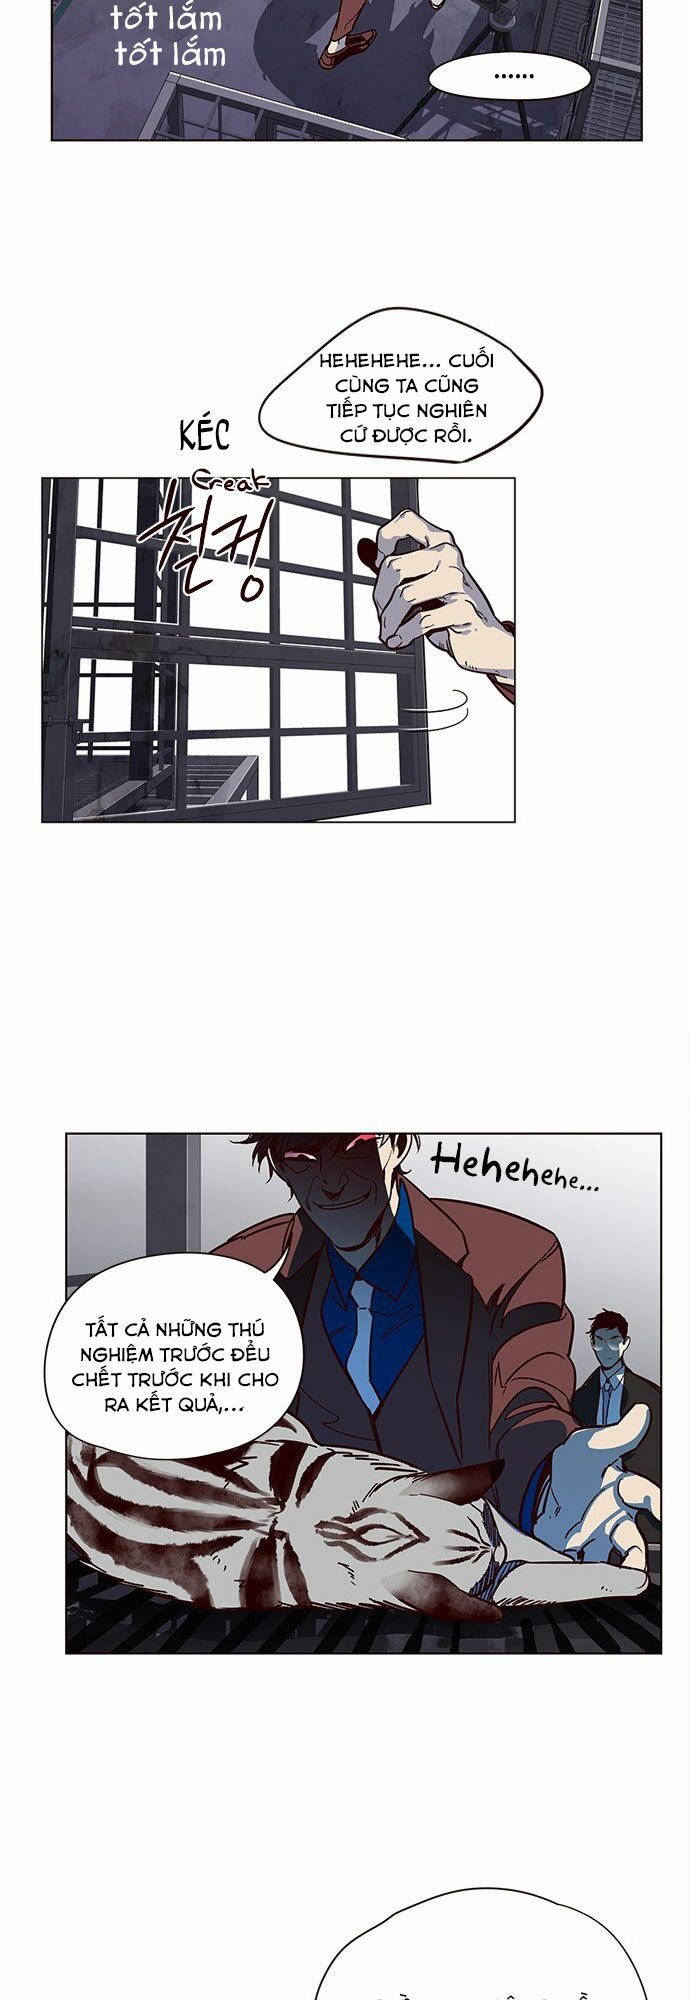 tốt lắm
tốt lắm
......
HEHEHEHE... CUỐI
CÙNG TA CŨNG
TIẾP TỤC NGHIÊN
CỨ ĐƯỢC RỒI.
KÉC
Creak
철컹
Hehehehe...
TẤT CẢ NHỮNG THÚ
NGHIỆM TRƯỚC ĐỂU
CHẾT TRƯỚC KHI CHO
RA KẾT QUẢ,...